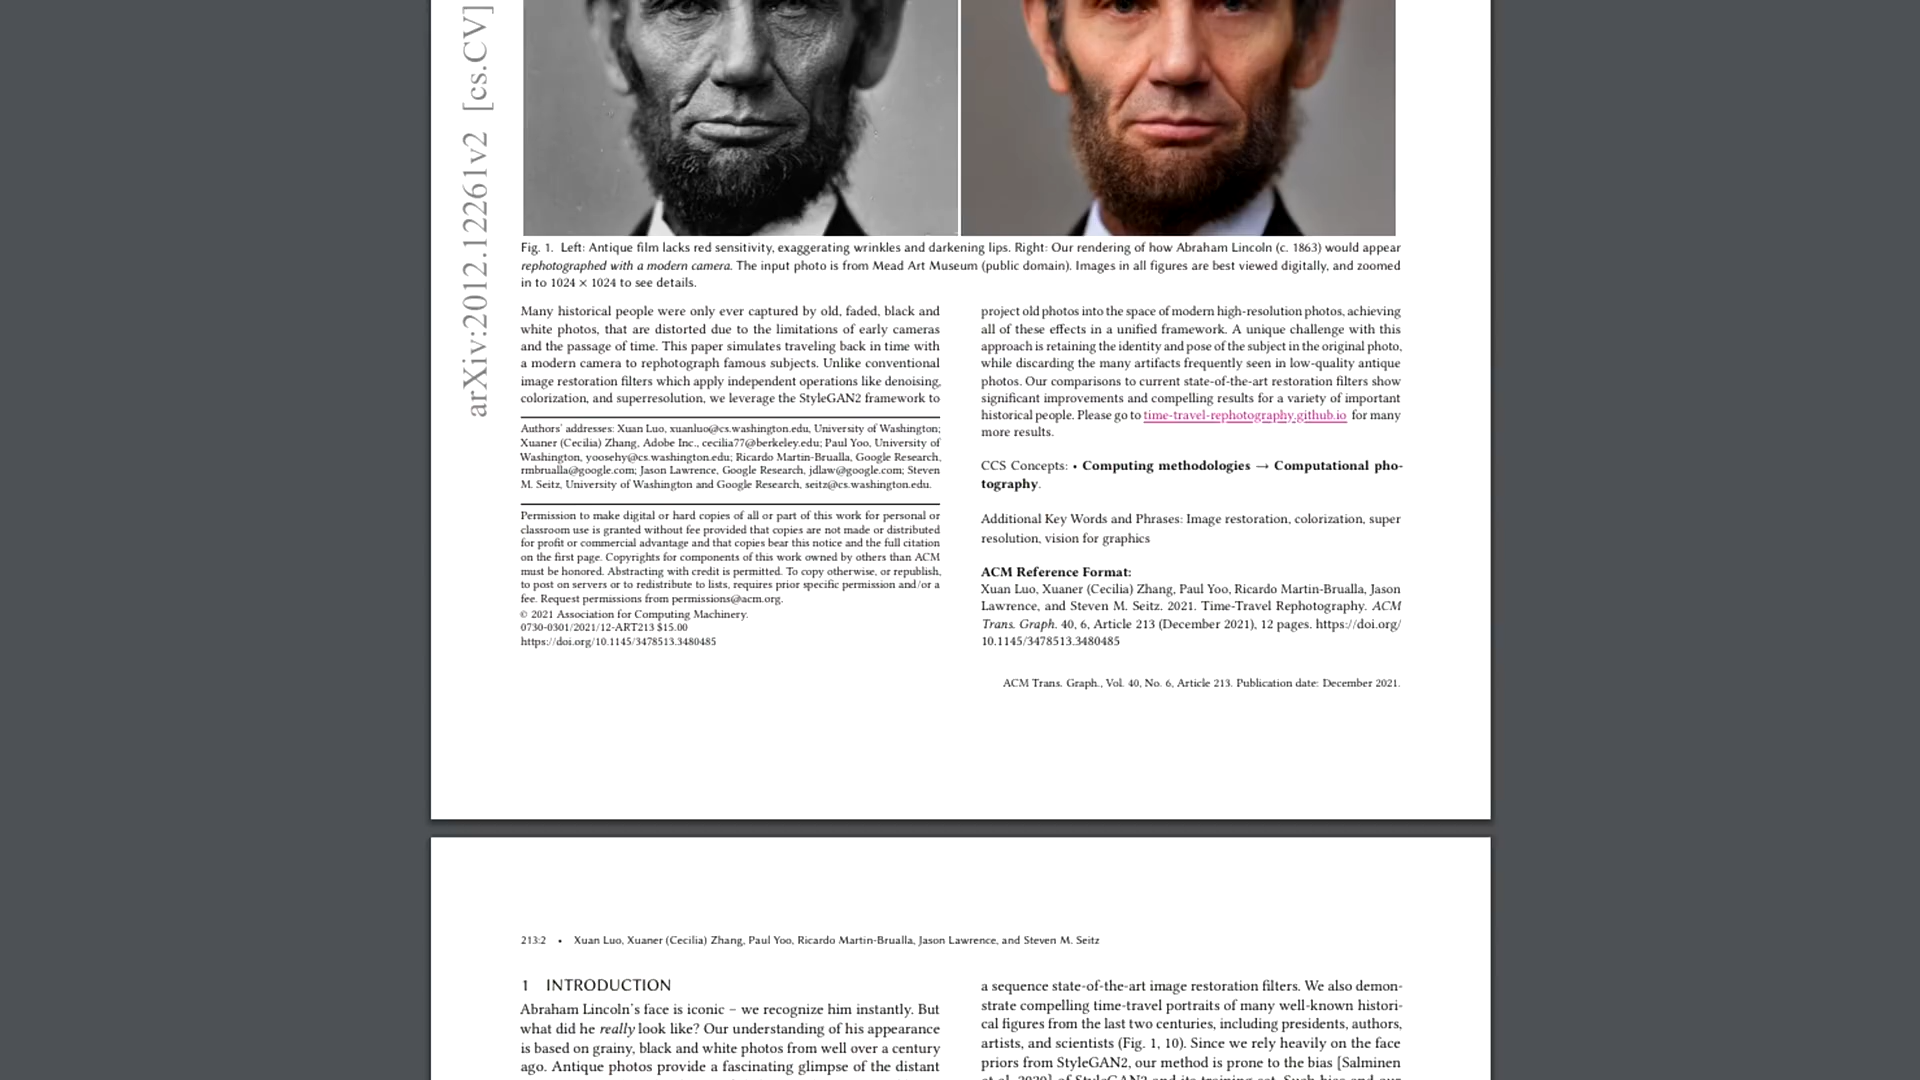 arXiv:2012.12261v2 [cs.CV]
Fig. 1. Left: Antique film lacks red sensitivity, exaggerating wrinkles and darkening lips. Right: Our rendering of how Abraham Lincoln (c. 1863) would appear
rephotographed with a modern camera. The input photo is from Mead Art Museum (public domain). Images in all figures are best viewed digitally, and zoomed
in to 1024 × 1024 to see details.
Many historical people were only ever captured by old, faded, black and
white photos, that are distorted due to the limitations of early cameras
and the passage of time. This paper simulates traveling back in time with
a modern camera to rephotograph famous subjects. Unlike conventional
image restoration filters which apply independent operations like denoising,
colorization, and superresolution, we leverage the StyleGAN2 framework to
Authors' addresses: Xuan Luo, xuanluo@cs.washington.edu, University of Washington;
Xuaner (Cecilia) Zhang, Adobe Inc., cecilia77@berkeley.edu; Paul Yoo, University of
Washington, yoosehy@cs.washington.edu; Ricardo Martin-Brualla, Google Research,
rmbrualla@google.com; Jason Lawrence, Google Research, jdlaw@google.com; Steven
M. Seitz, University of Washington and Google Research, seitz@cs.washington.edu.
Permission to make digital or hard copies of all or part of this work for personal or
classroom use is granted without fee provided that copies are not made or distributed
for profit or commercial advantage and that copies bear this notice and the full citation
on the first page. Copyrights for components of this work owned by others than ACM
must be honored. Abstracting with credit is permitted. To copy otherwise, or republish,
to post on servers or to redistribute to lists, requires prior specific permission and/or a
fee. Request permissions from permissions@acm.org.
© 2021 Association for Computing Machinery.
0730-0301/2021/12-ART213 $15.00
https://doi.org/10.1145/3478513.3480485
project old photos into the space of modern high-resolution photos, achieving
all of these effects in a unified framework. A unique challenge with this
approach is retaining the identity and pose of the subject in the original photo,
while discarding the many artifacts frequently seen in low-quality antique
photos. Our comparisons to current state-of-the-art restoration filters show
significant improvements and compelling results for a variety of important
historical people. Please go to time-travel-rephotography.github.io for many
more results.
CCS Concepts: • Computing methodologies → Computational pho-
tography.
Additional Key Words and Phrases: Image restoration, colorization, super
resolution, vision for graphics
ACM Reference Format:
Xuan Luo, Xuaner (Cecilia) Zhang, Paul Yoo, Ricardo Martin-Brualla, Jason
Lawrence, and Steven M. Seitz. 2021. Time-Travel Rephotography. ACM
Trans. Graph. 40, 6, Article 213 (December 2021), 12 pages. https://doi.org/
10.1145/3478513.3480485
ACM Trans. Graph., Vol. 40, No. 6, Article 213. Publication date: December 2021.
213:2 • Xuan Luo, Xuaner (Cecilia) Zhang, Paul Yoo, Ricardo Martin-Brualla, Jason Lawrence, and Steven M. Seitz
1 INTRODUCTION
Abraham Lincoln's face is iconic – we recognize him instantly. But
what did he really look like? Our understanding of his appearance
is based on grainy, black and white photos from well over a century
ago. Antique photos provide a fascinating glimpse of the distant
a sequence state-of-the-art image restoration filters. We also demon-
strate compelling time-travel portraits of many well-known histori-
cal figures from the last two centuries, including presidents, authors,
artists, and scientists (Fig. 1, 10). Since we rely heavily on the face
priors from StyleGAN2, our method is prone to the bias [Salminen